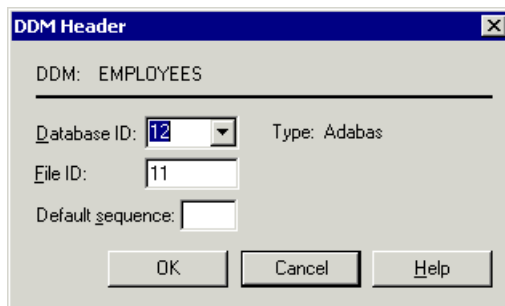 DDM Header
DDM: EMPLOYEES
Database ID: 12 Type: Adabas
File ID: 11
Default sequence:
OK Cancel Help